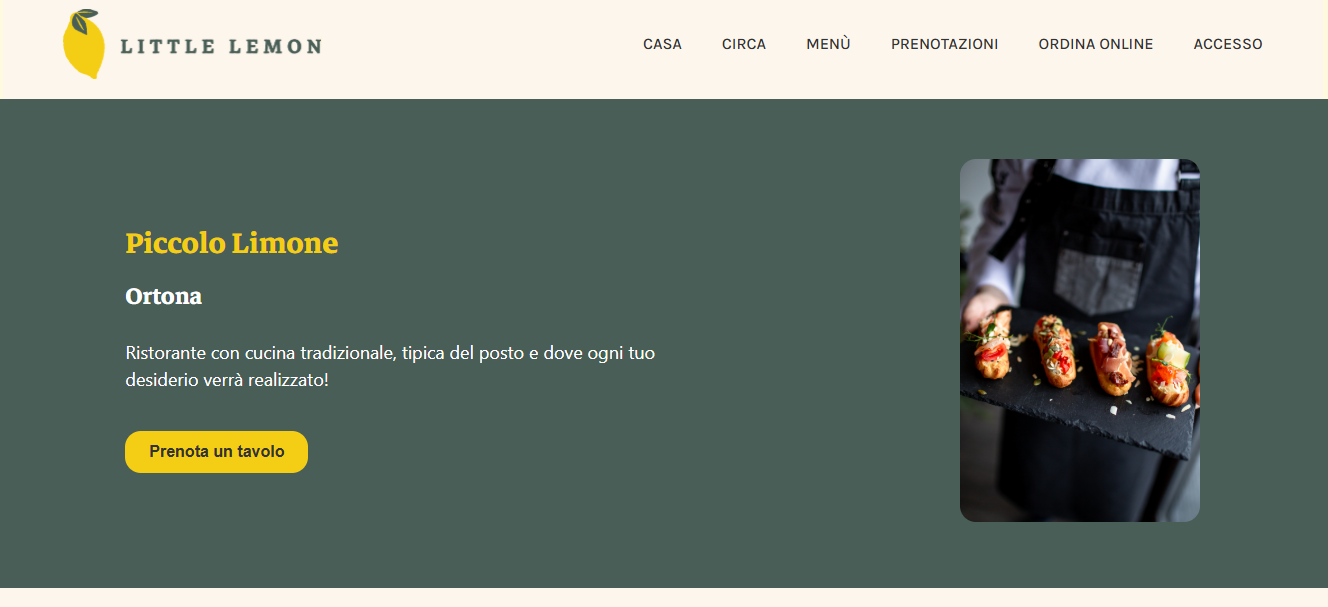 LITTLE LEMON
CASA CIRCA MENÙ PRENOTAZIONI ORDINA ONLINE ACCESSO
Piccolo Limone
Ortona
Ristorante con cucina tradizionale, tipica del posto e dove ogni tuo
desiderio verrà realizzato!
Prenota un tavolo